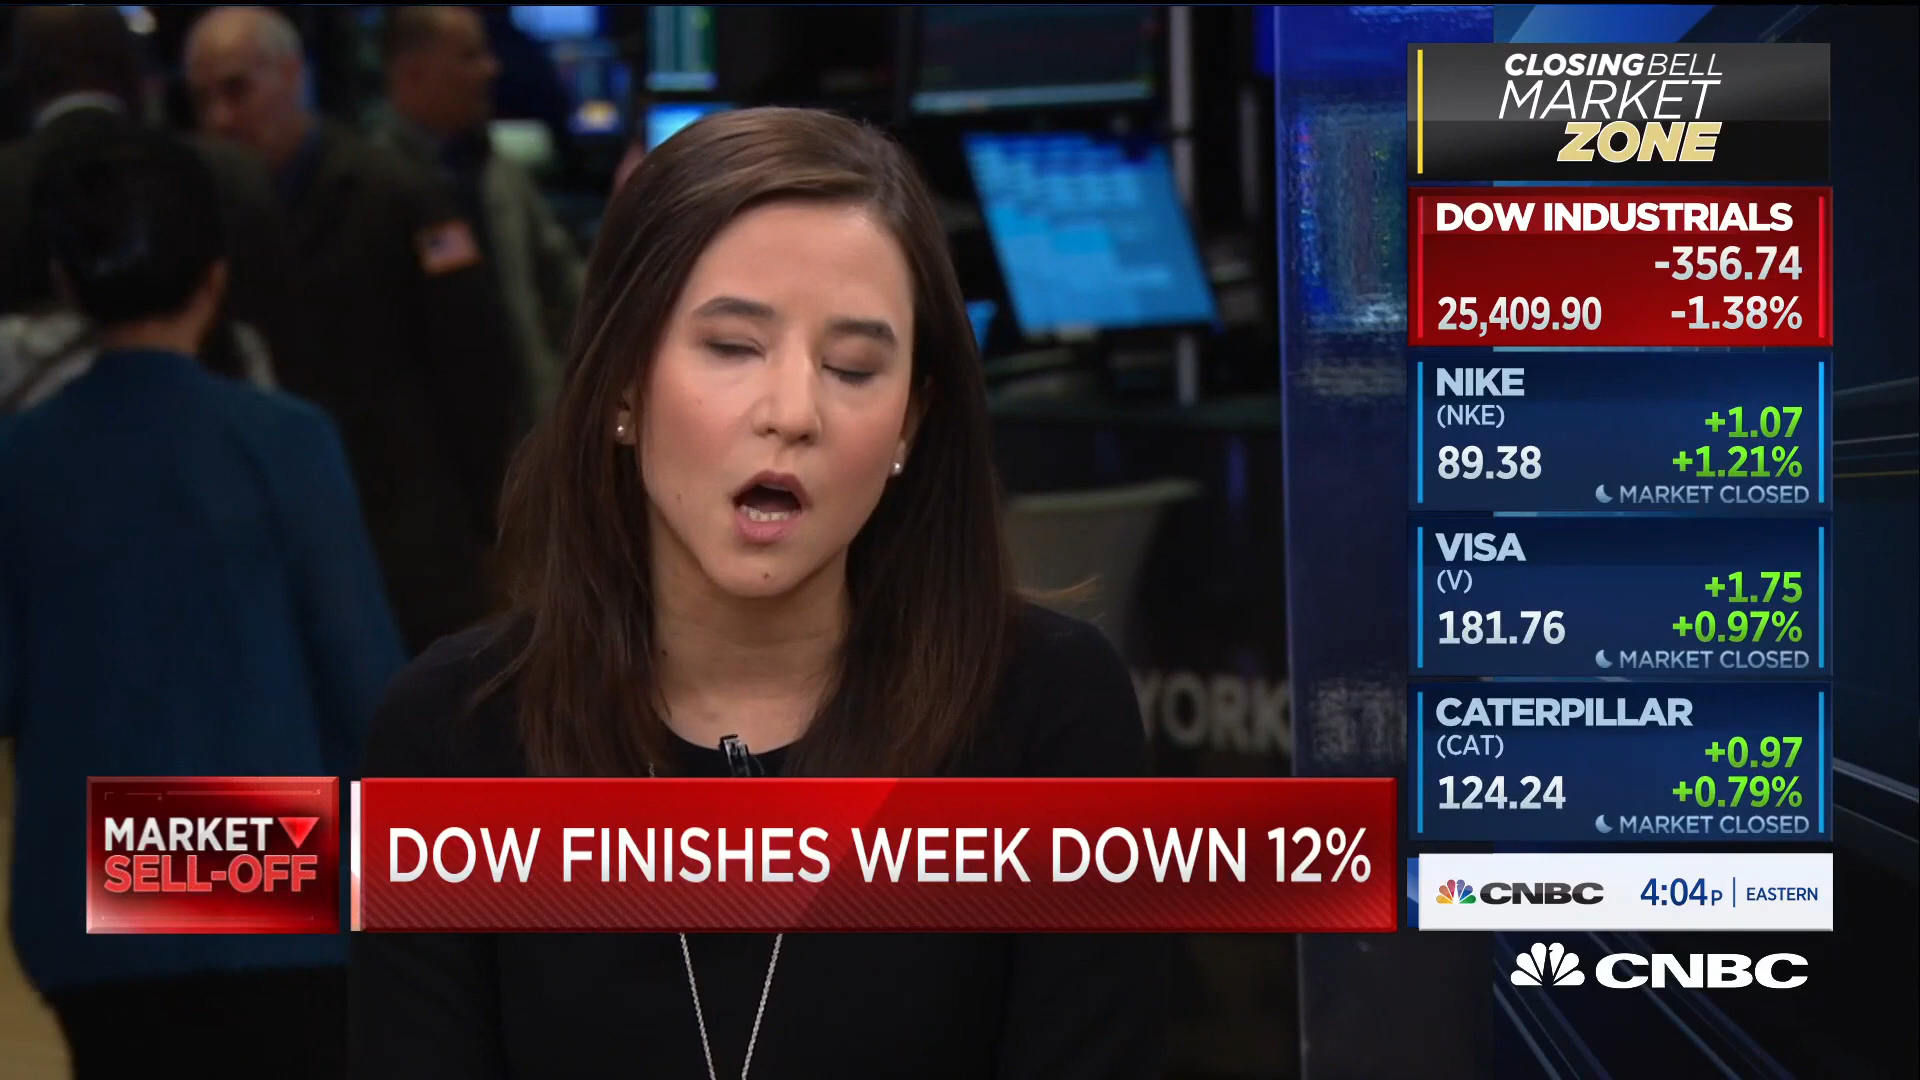 CLOSING BELL
MARKET
ZONE
DOW INDUSTRIALS
-356.74
25,409.90 -1.38%
NIKE
(NKE) +1.07
89.38 +1.21%
MARKET CLOSED
VISA
(V) +1.75
181.76 +0.97%
MARKET CLOSED
CATERPILLAR
(CAT) +0.97
124.24 +0.79%
MARKET CLOSED
YORK
MARKET
SELL-OFF
DOW FINISHES WEEK DOWN 12%
CNBC 4:04P | EASTERN
CNBC